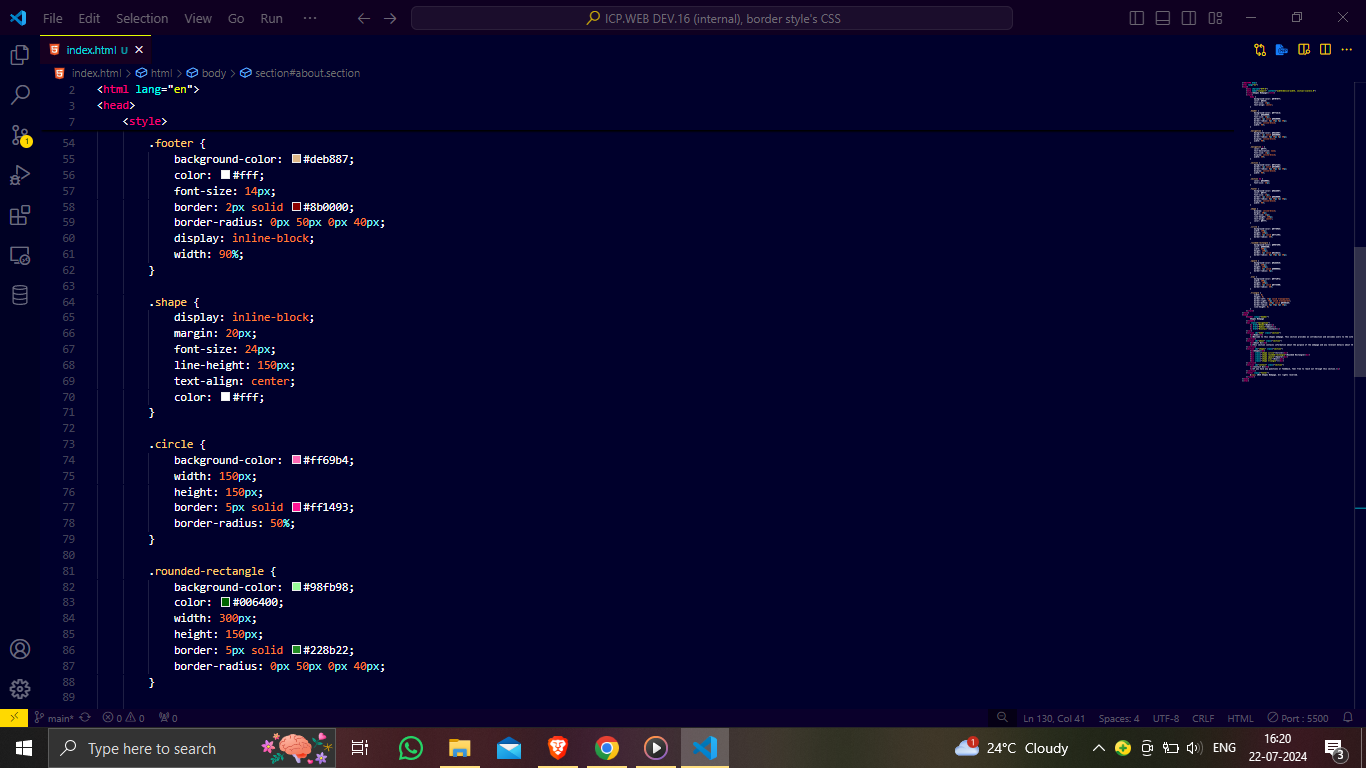 File Edit Selection View Go Run ··· ICP.WEB DEV.16 (internal), border style's CSS
index.html U
index.html > html > body > section#about.section
2 <html lang="en">
3 <head>
7 <style>
54 .footer {
55 background-color: #deb887;
56 color: #fff;
57 font-size: 14px;
58 border: 2px solid #8b0000;
59 border-radius: 0px 50px 0px 40px;
60 display: inline-block;
61 width: 90%;
62 }
63
64 .shape {
65 display: inline-block;
66 margin: 20px;
67 font-size: 24px;
68 line-height: 150px;
69 text-align: center;
70 color: #fff;
71 }
72
73 .circle {
74 background-color: #ff69b4;
75 width: 150px;
76 height: 150px;
77 border: 5px solid #ff1493;
78 border-radius: 50%;
79 }
80
81 .rounded-rectangle {
82 background-color: #98fb98;
83 color: #006400;
84 width: 300px;
85 height: 150px;
86 border: 5px solid #228b22;
87 border-radius: 0px 50px 0px 40px;
88 }
89
1
main* 0 0 0 Ln 130, Col 41 Spaces: 4 UTF-8 CRLF HTML Port : 5500
Type here to search 1 24°C Cloudy ENG 16:20
22-07-2024 3